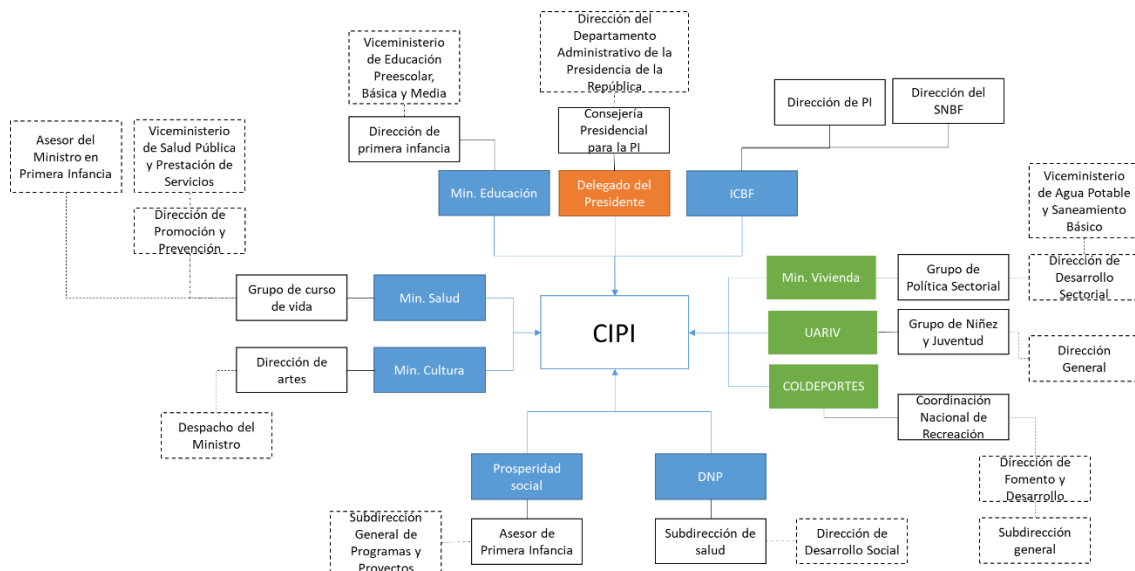 Dirección del
Departamento
Administrativo de la
Presidencia de la
República
Viceministerio
de Educación
Preescolar,
Básica y Media
Dirección de PI
Dirección del
SNBF
Consejería
Presidencial
para la PI
Dirección de
primera infancia
Asesor del
Ministro en
Primera Infancia
Viceministerio
de Salud Pública
y Prestación de
Servicios
Min. Educación
Delegado del
Presidente
ICBF
Viceministerio
de Agua Potable
y Saneamiento
Básico
Dirección de
Promoción y
Prevención
Grupo de curso
de vida
Min. Salud
Min. Vivienda
Grupo de
Política Sectorial
Dirección de
Desarrollo
Sectorial
CIPI
UARIV
Grupo de Niñez
y Juventud
Dirección
General
Dirección de
artes
Min. Cultura
COLDEPORTES
Coordinación
Nacional de
Recreación
Despacho del
Ministro
Prosperidad
social
DNP
Dirección de
Fomento y
Desarrollo
Subdirección
General de
Programas y
Proyectos
Asesor de
Primera Infancia
Subdirección de
salud
Dirección de
Desarrollo Social
Subdirección
general